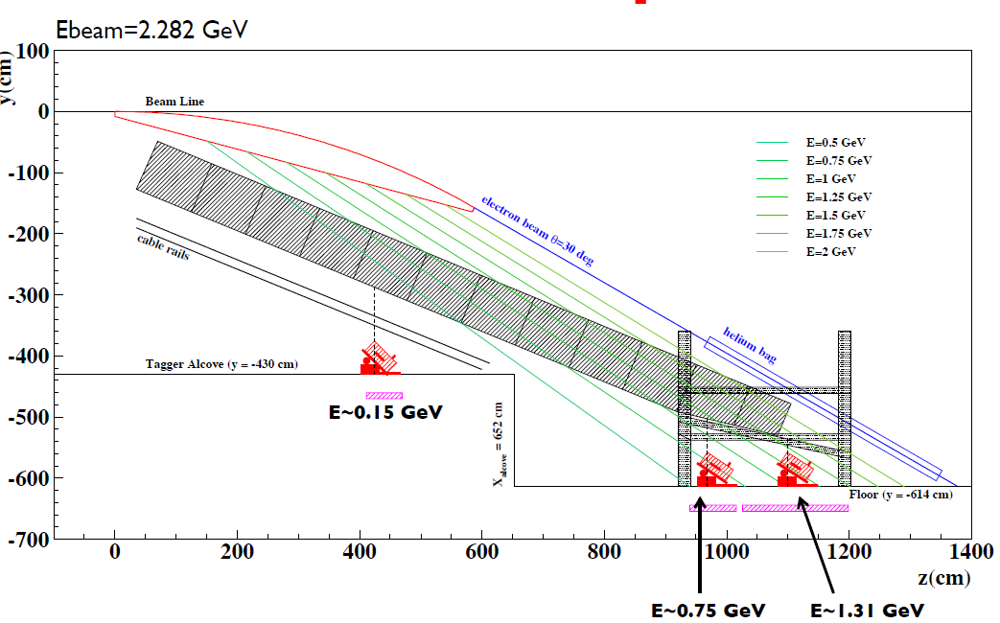 Ebeam=2.282 GeV
y(cm)
100
0
-100
-200
-300
-400
-500
-600
-700
Beam Line
E=0.5 GeV
E=0.75 GeV
E=1 GeV
E=1.25 GeV
E=1.5 GeV
E=1.75 GeV
E=2 GeV
electron beam θ=30 deg
cable rails
helium bag
Tagger Alcove (y = -430 cm)
E~0.15 GeV
Xalcove = 652 cm
Floor (y = -614 cm)
0 200 400 600 800 1000 1200 1400
z(cm)
E~0.75 GeV E~1.31 GeV